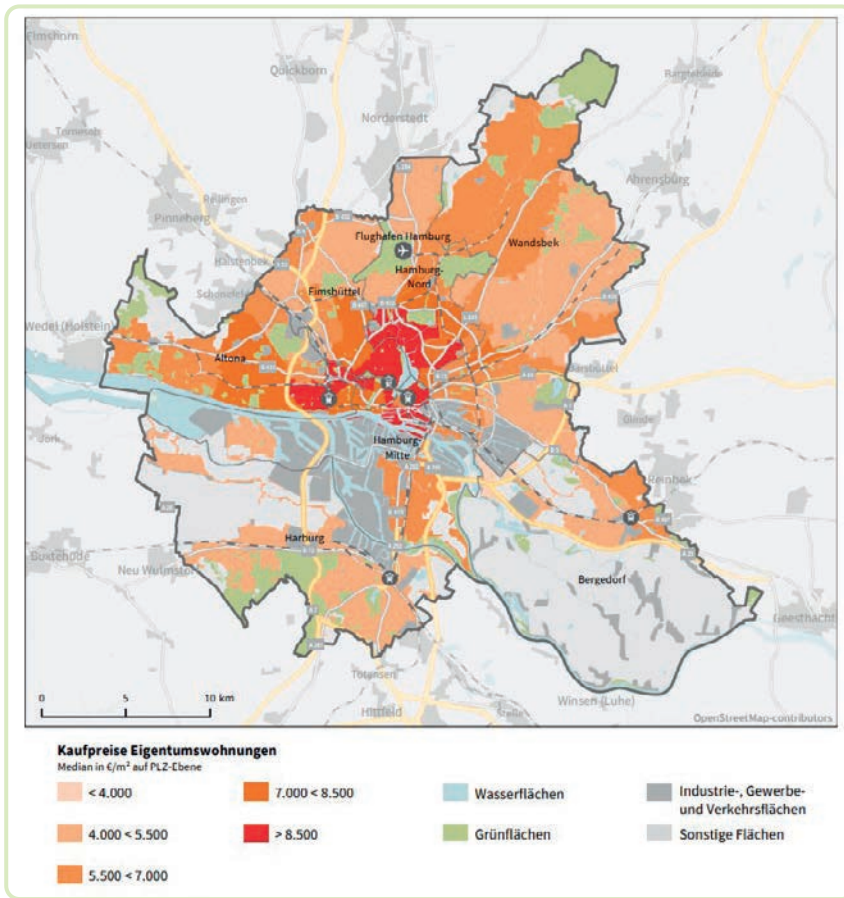 Elmshorn
Quickborn
Bargteheide
Norderstedt
Tornesch
Uetersen
Ahrensburg
Rellingen
Pinneberg
Flughafen Hamburg
Wandsbek
Halstenbek
Hamburg-
Nord
Eimsbüttel
Schenefeld
Wedel (Holstein)
Altona
Barsbüttel
Glinde
Jork
Hamburg-
Mitte
Reinbek
Harburg
Buxtehude
Neu Wulmstorf
Bergedorf
Geesthacht
Tötensen
Hittfeld
Stelle
Winsen (Luhe)
0 5 10 km
OpenStreetMap-contributors
Kaufpreise Eigentumswohnungen
Median in €/m² auf PLZ-Ebene
< 4.000
7.000 < 8.500
Wasserflächen
Industrie-, Gewerbe-
und Verkehrsflächen
4.000 < 5.500
> 8.500
Grünflächen
Sonstige Flächen
5.500 < 7.000